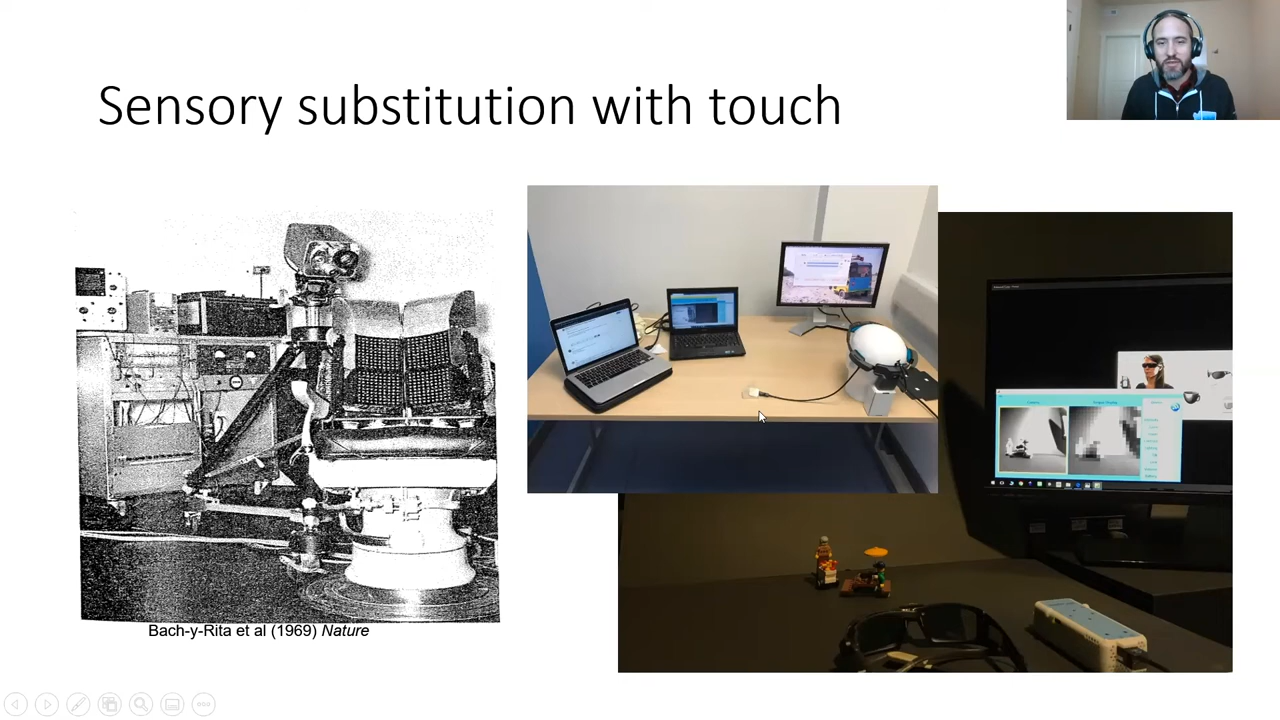 Sensory substitution with touch
Bach-y-Rita et al (1969) Nature